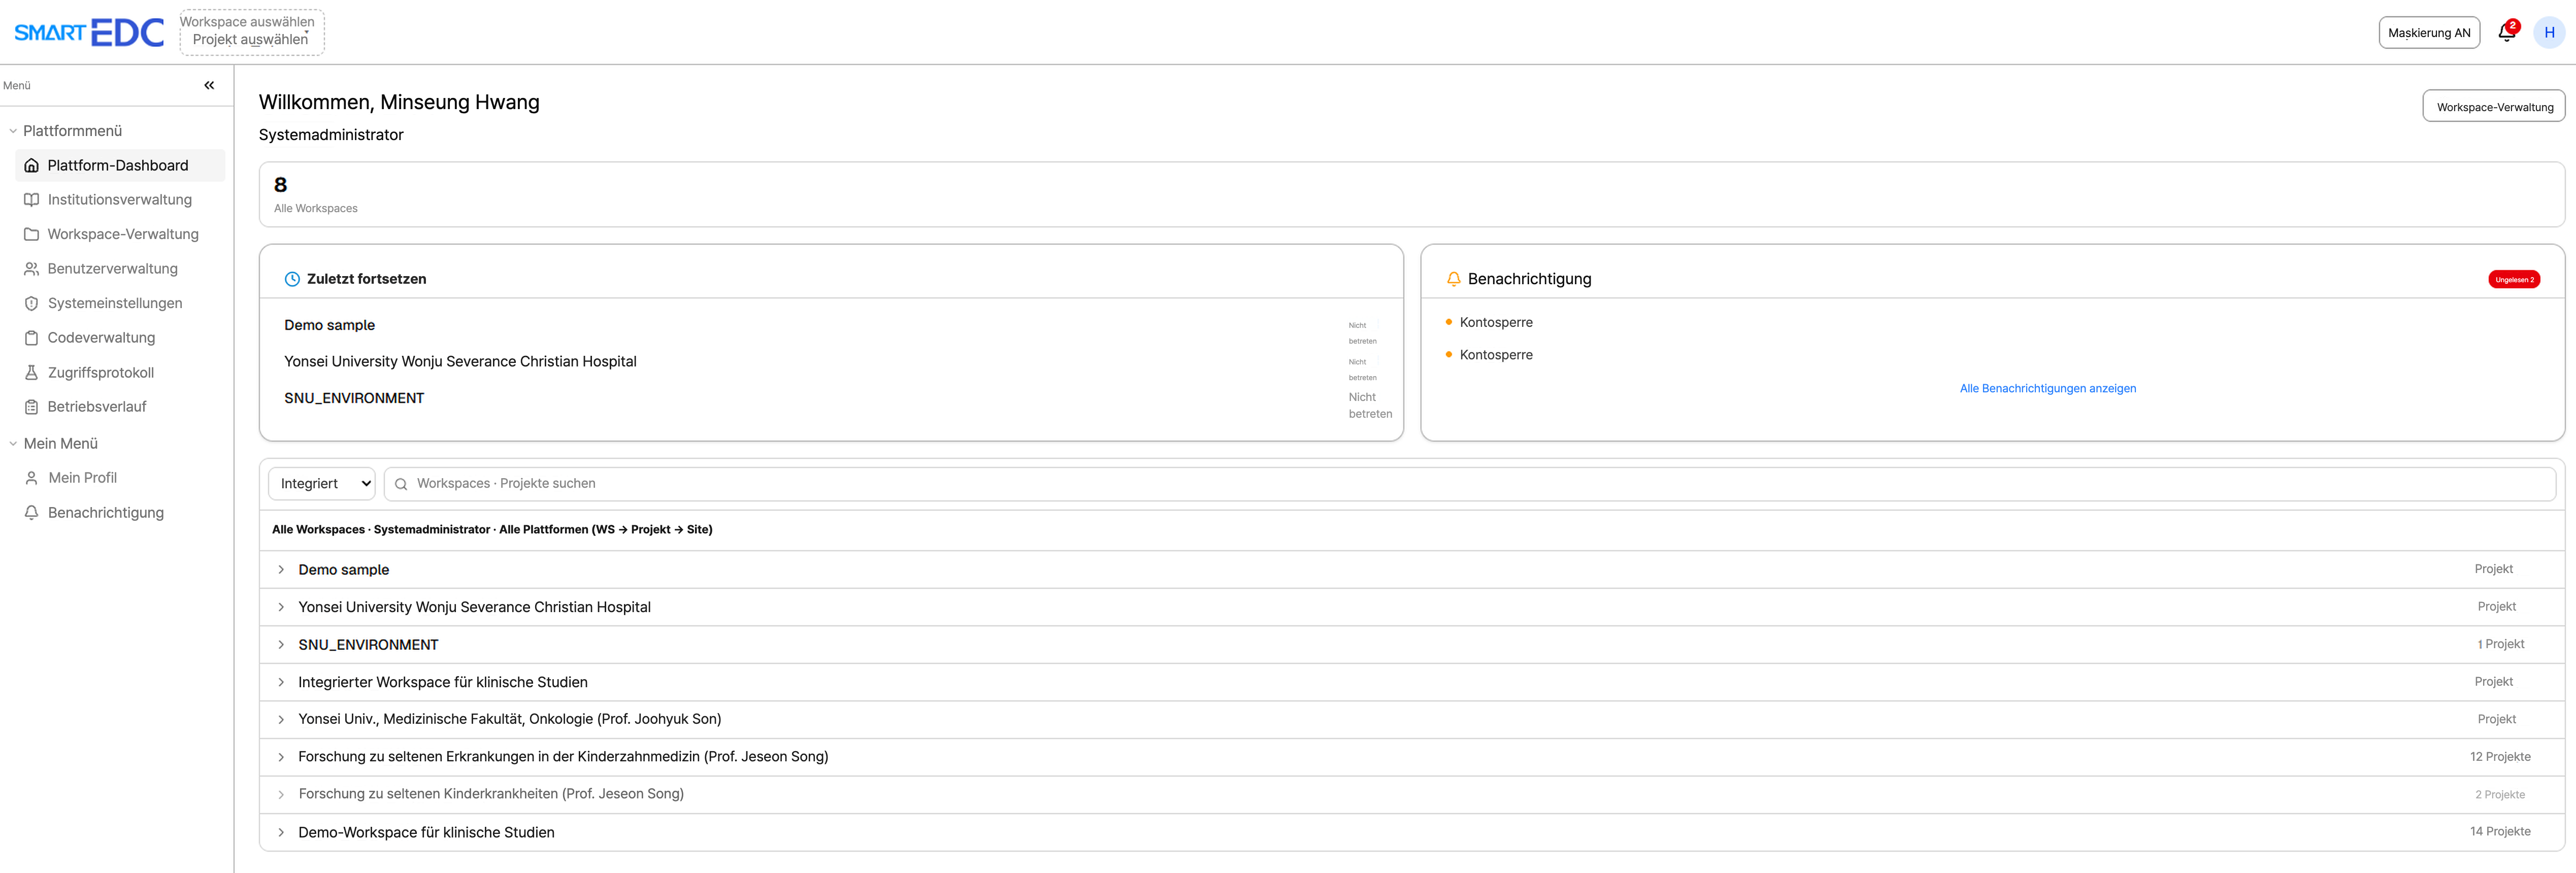 SMART EDC
Workspace auswählen
Projekt auswählen
Maskierung AN
2
H
Menü
Plattformmenü
Plattform-Dashboard
Institutionsverwaltung
Workspace-Verwaltung
Benutzerverwaltung
Systemeinstellungen
Codeverwaltung
Zugriffsprotokoll
Betriebsverlauf
Mein Menü
Mein Profil
Benachrichtigung
Willkommen, Minseung Hwang
Workspace-Verwaltung
Systemadministrator
8
Alle Workspaces
Zuletzt fortsetzen
Demo sample
Nicht
betreten
Yonsei University Wonju Severance Christian Hospital
Nicht
betreten
SNU_ENVIRONMENT
Nicht
betreten
Benachrichtigung
Ungelesen 2
Kontosperre
Kontosperre
Alle Benachrichtigungen anzeigen
Integriert
Workspaces · Projekte suchen
Alle Workspaces · Systemadministrator · Alle Plattformen (WS → Projekt → Site)
Demo sample
Projekt
Yonsei University Wonju Severance Christian Hospital
Projekt
SNU_ENVIRONMENT
1 Projekt
Integrierter Workspace für klinische Studien
Projekt
Yonsei Univ., Medizinische Fakultät, Onkologie (Prof. Joohyuk Son)
Projekt
Forschung zu seltenen Erkrankungen in der Kinderzahnmedizin (Prof. Jeseon Song)
12 Projekte
Forschung zu seltenen Kinderkrankheiten (Prof. Jeseon Song)
2 Projekte
Demo-Workspace für klinische Studien
14 Projekte